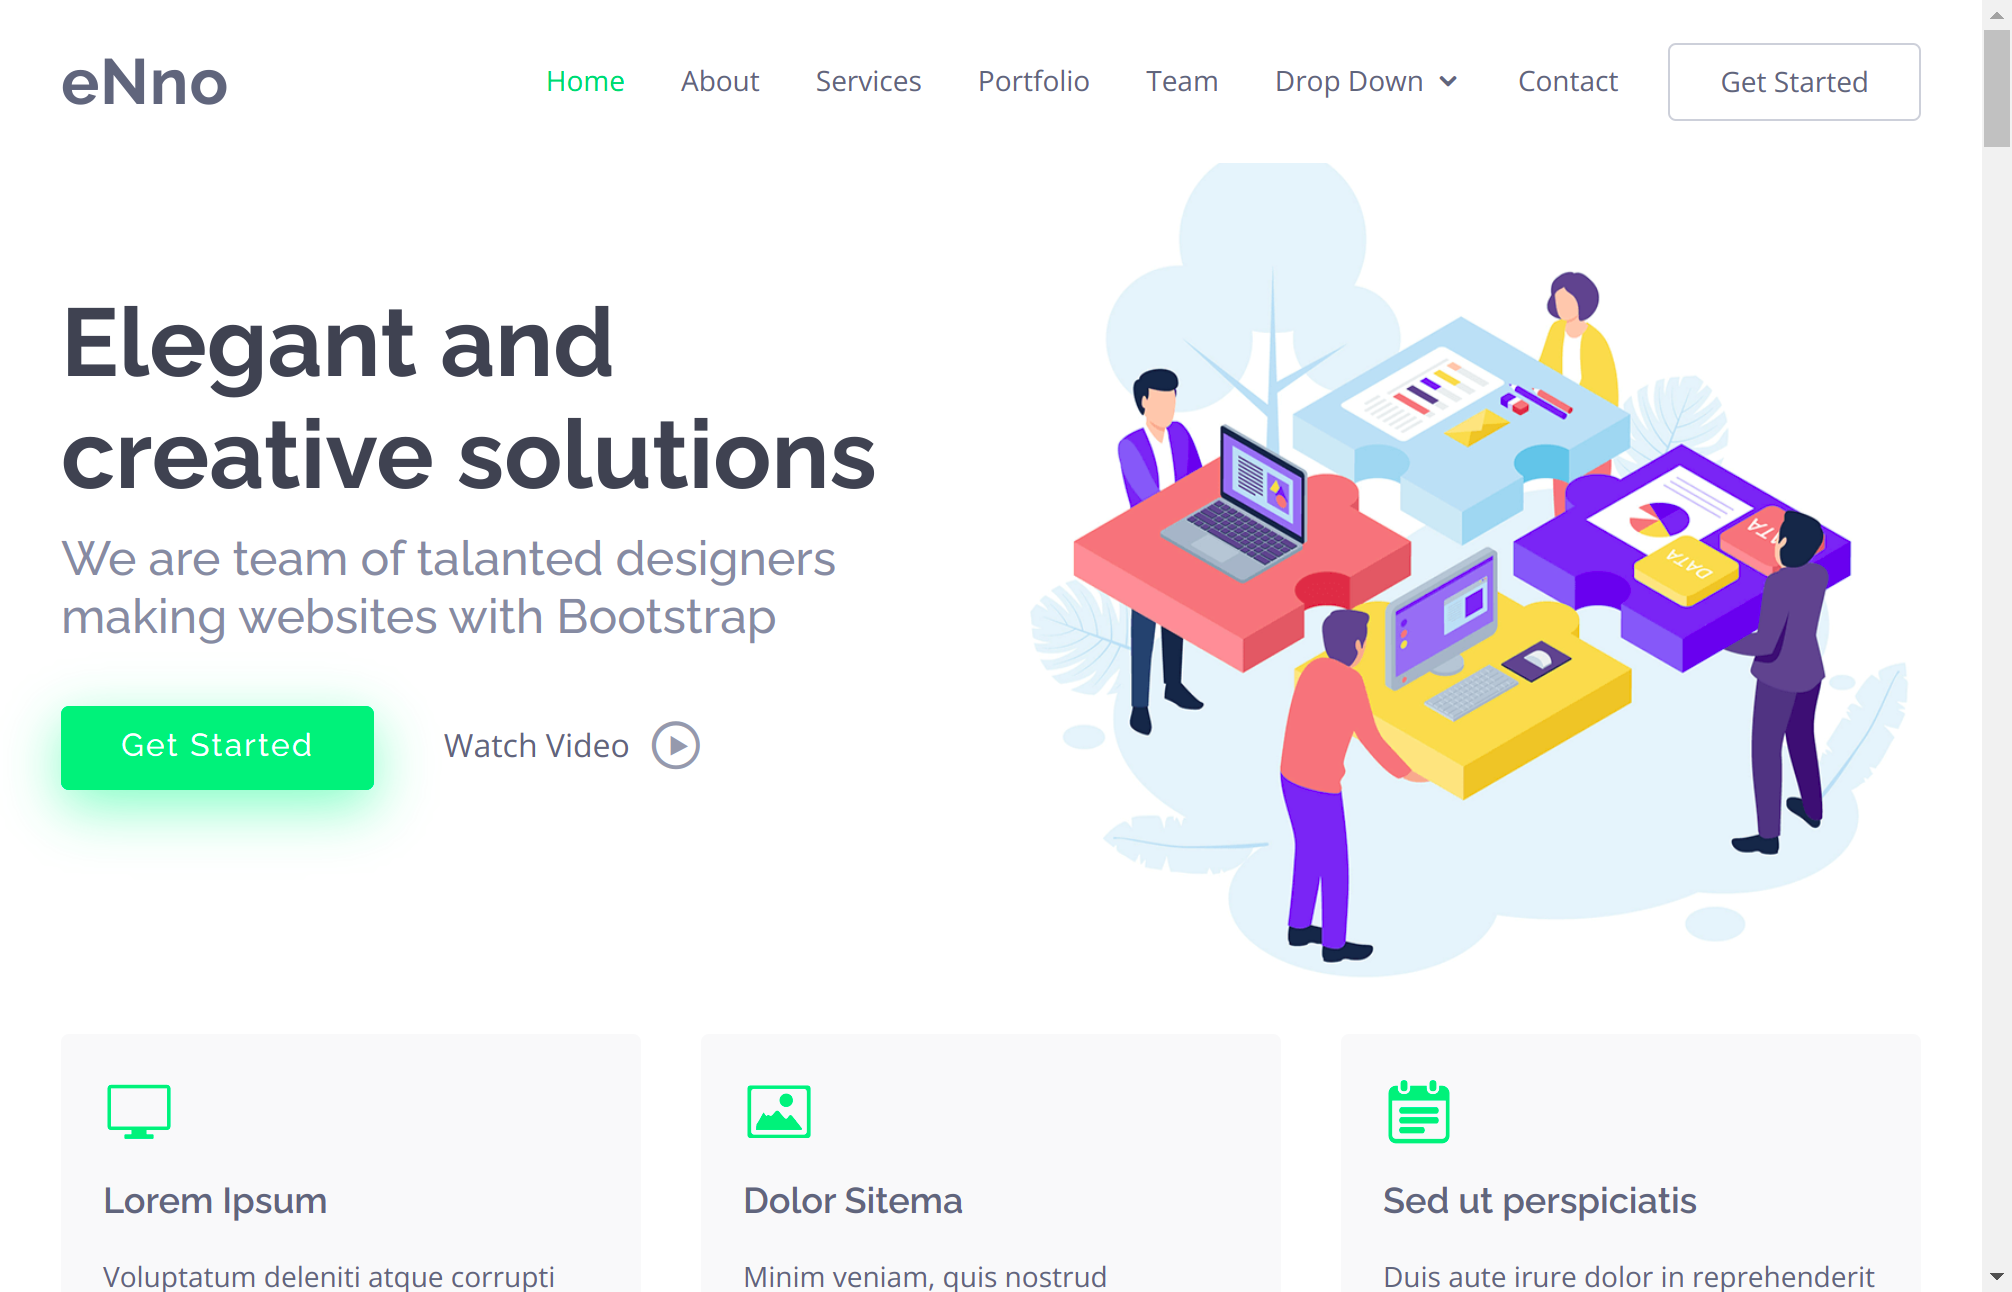 eNno
Home About Services Portfolio Team Drop Down Contact Get Started
Elegant and
creative solutions
We are team of talanted designers
making websites with Bootstrap
Get Started Watch Video
DATA
DATA
Lorem Ipsum
Voluptatum deleniti atque corrupti
Dolor Sitema
Minim veniam, quis nostrud
Sed ut perspiciatis
Duis aute irure dolor in reprehenderit